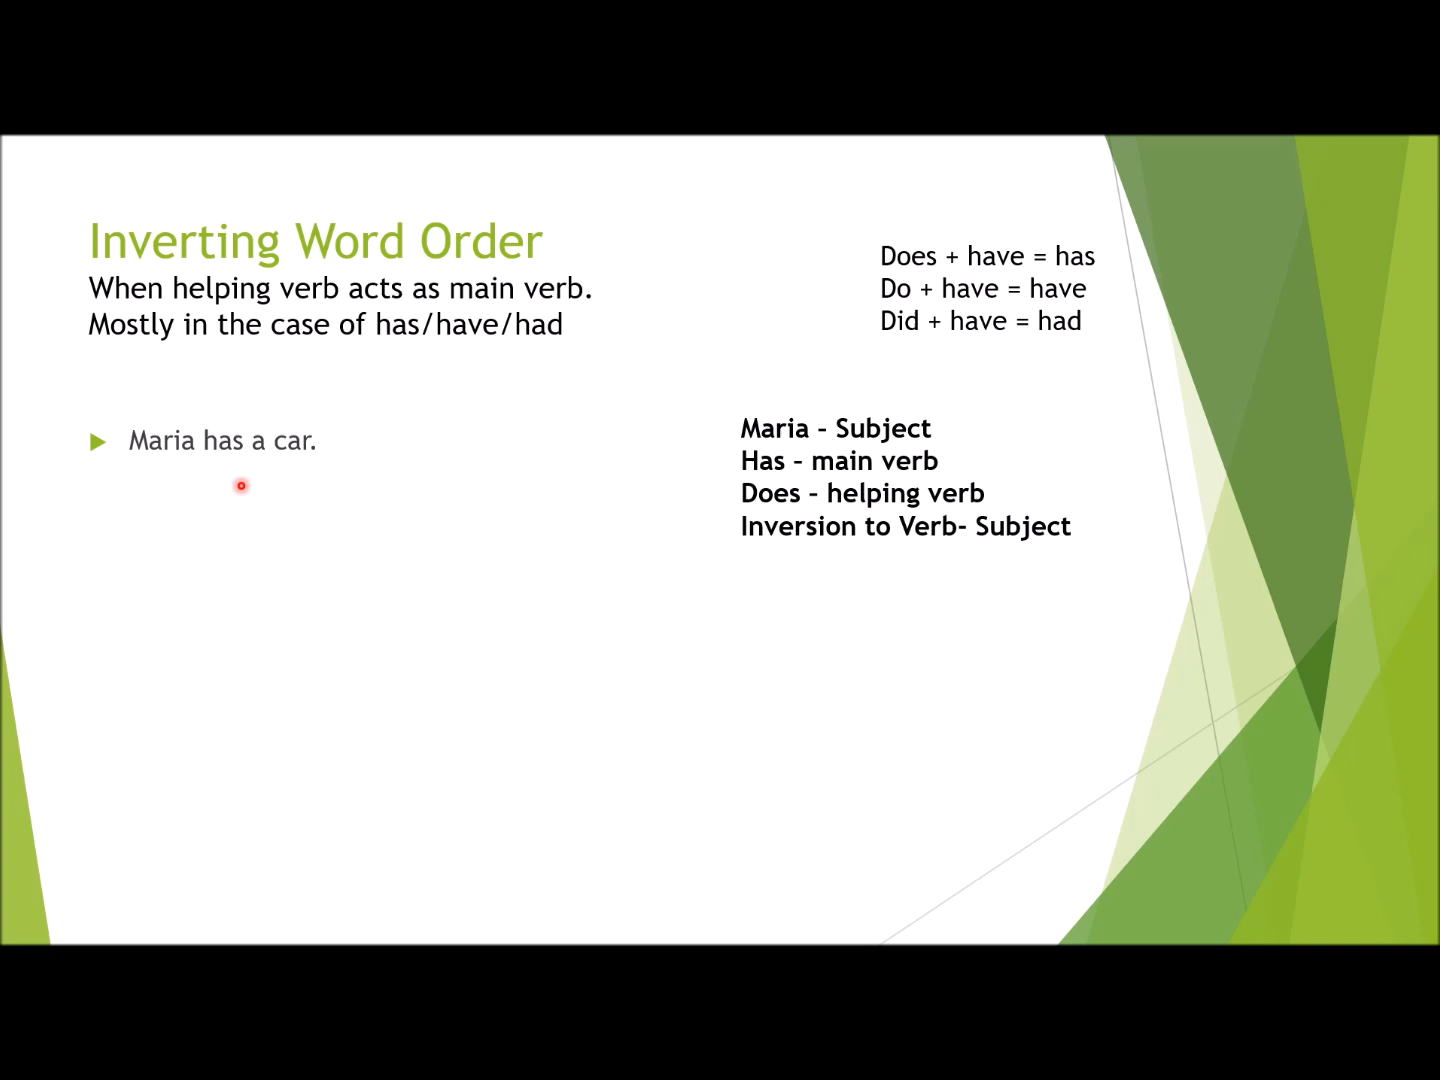 Inverting Word Order
When helping verb acts as main verb.
Mostly in the case of has/have/had
Does + have = has
Do + have = have
Did + have = had
Maria has a car.
Maria – Subject
Has – main verb
Does – helping verb
Inversion to Verb- Subject